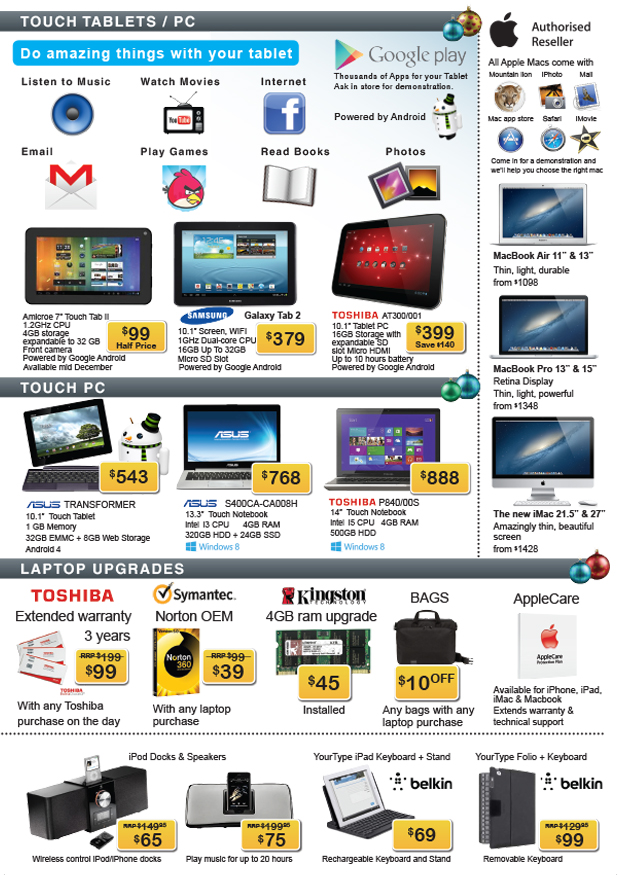 TOUCH TABLETS / PC
Do amazing things with your tablet
Google play
Thousands of Apps for your Tablet
Ask in store for demonstration.
Powered by Android
Listen to Music
Watch Movies
Internet
You Tube
Email
Play Games
Read Books
Photos
Amicroe 7" Touch Tab II
1.2GHz CPU
4GB storage
expandable to 32 GB
Front camera
Powered by Google Android
Available mid December
$99
Half Price
SAMSUNG Galaxy Tab 2
10.1" Screen, WIFI
1GHz Dual-core CPU
16GB Up To 32GB
Micro SD Slot
Powered by Google Android
$379
TOSHIBA AT300/001
10.1" Tablet PC
16GB Storage with
expandable SD
slot Micro HDMI
Up to 10 hours battery
Powered by Google Android
$399
Save $140
Authorised
Reseller
All Apple Macs come with
Mountain lion iPhoto Mail
Mac app store Safari iMovie
Come in for a demonstration and
we'll help you choose the right mac
MacBook Air 11" & 13"
Thin, light, durable
from $1098
MacBook Pro 13" & 15"
Retina Display
Thin, light, powerful
from $1348
The new iMac 21.5" & 27"
Amazingly thin, beautiful
screen
from $1428
TOUCH PC
$543
ASUS TRANSFORMER
10.1" Touch Tablet
1 GB Memory
32GB EMMC + 8GB Web Storage
Android 4
ASUS
$768
ASUS S400CA-CA008H
13.3" Touch Notebook
Intel I3 CPU 4GB RAM
320GB HDD + 24GB SSD
Windows 8
$888
TOSHIBA P840/00S
14" Touch Notebook
Intel I5 CPU 4GB RAM
500GB HDD
Windows 8
LAPTOP UPGRADES
TOSHIBA
Extended warranty
3 years
RRP $199
$99
TOSHIBA
With any Toshiba
purchase on the day
Symantec.
Norton OEM
Norton
360
RRP $99
$39
With any laptop
purchase
Kingston
TECHNOLOGY
4GB ram upgrade
$45
Installed
BAGS
$10 OFF
Any bags with any
laptop purchase
AppleCare
AppleCare
Protection Plan
Available for iPhone, iPad,
iMac & Macbook
Extends warranty &
technical support
iPod Docks & Speakers
RRP $149.95
$65
Wireless control iPod/iPhone docks
RRP $199.95
$75
Play music for up to 20 hours
YourType iPad Keyboard + Stand
belkin
$69
Rechargeable Keyboard and Stand
YourType Folio + Keyboard
belkin
RRP $129.95
$99
Removable Keyboard